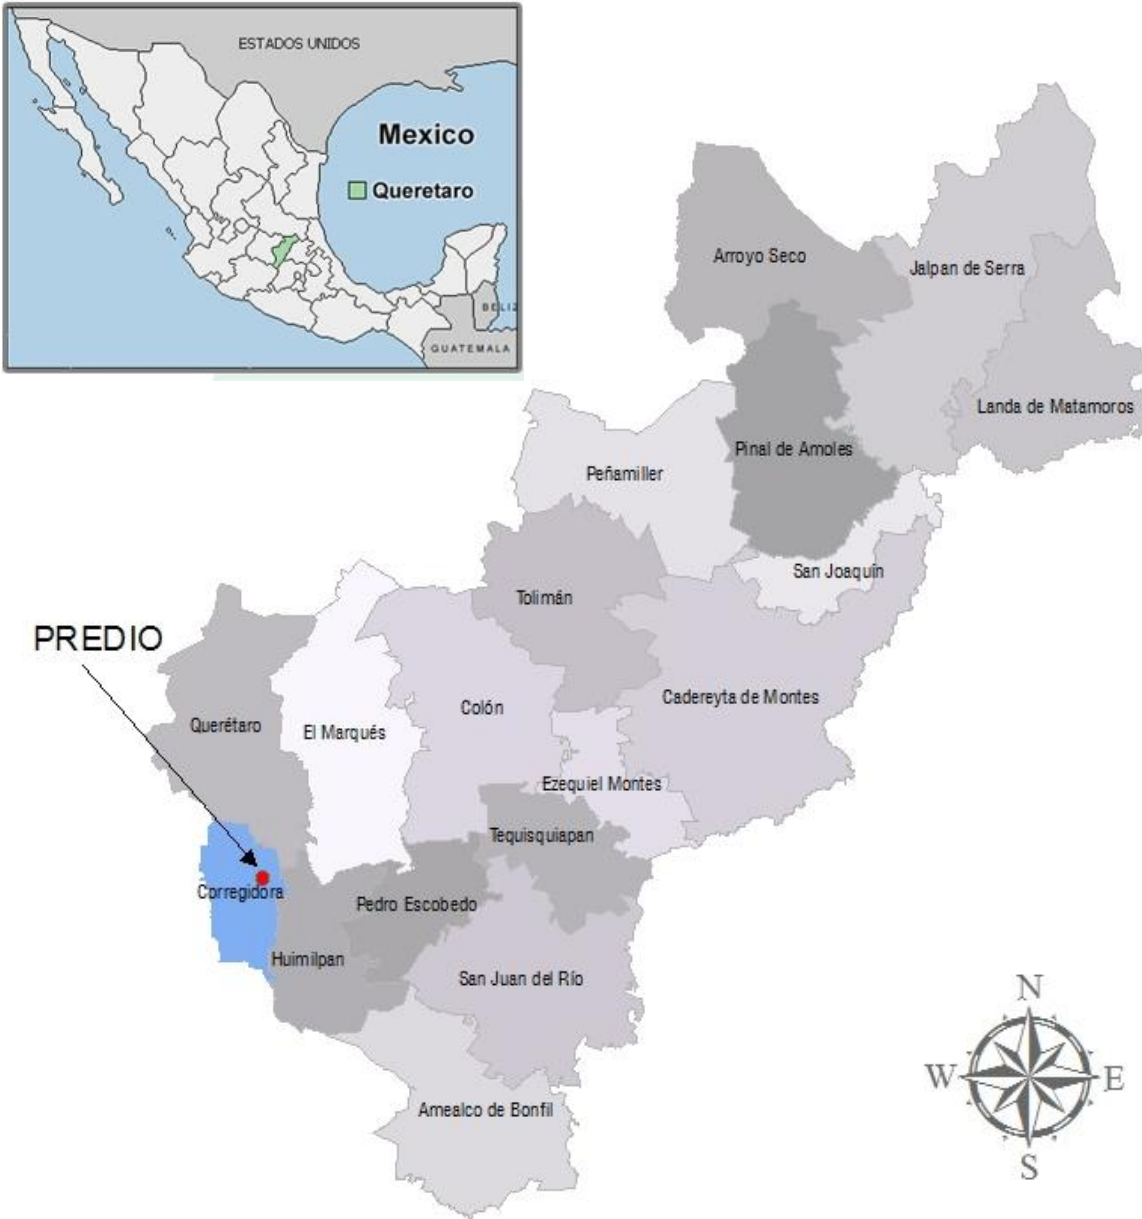 ESTADOS UNIDOS
Mexico
Queretaro
BELIZ
GUATEMALA
Arroyo Seco
Jalpan de Serra
Landa de Matamoros
Pinal de Amoles
Peñamiller
San Joaquín
Tolimán
PREDIO
Cadereyta de Montes
Colón
Querétaro
El Marqués
Ezequiel Montes
Tequisquiapan
Corregidora
Pedro Escobedo
Huimilpan
San Juan del Río
N
W
E
S
Amealco de Bonfil